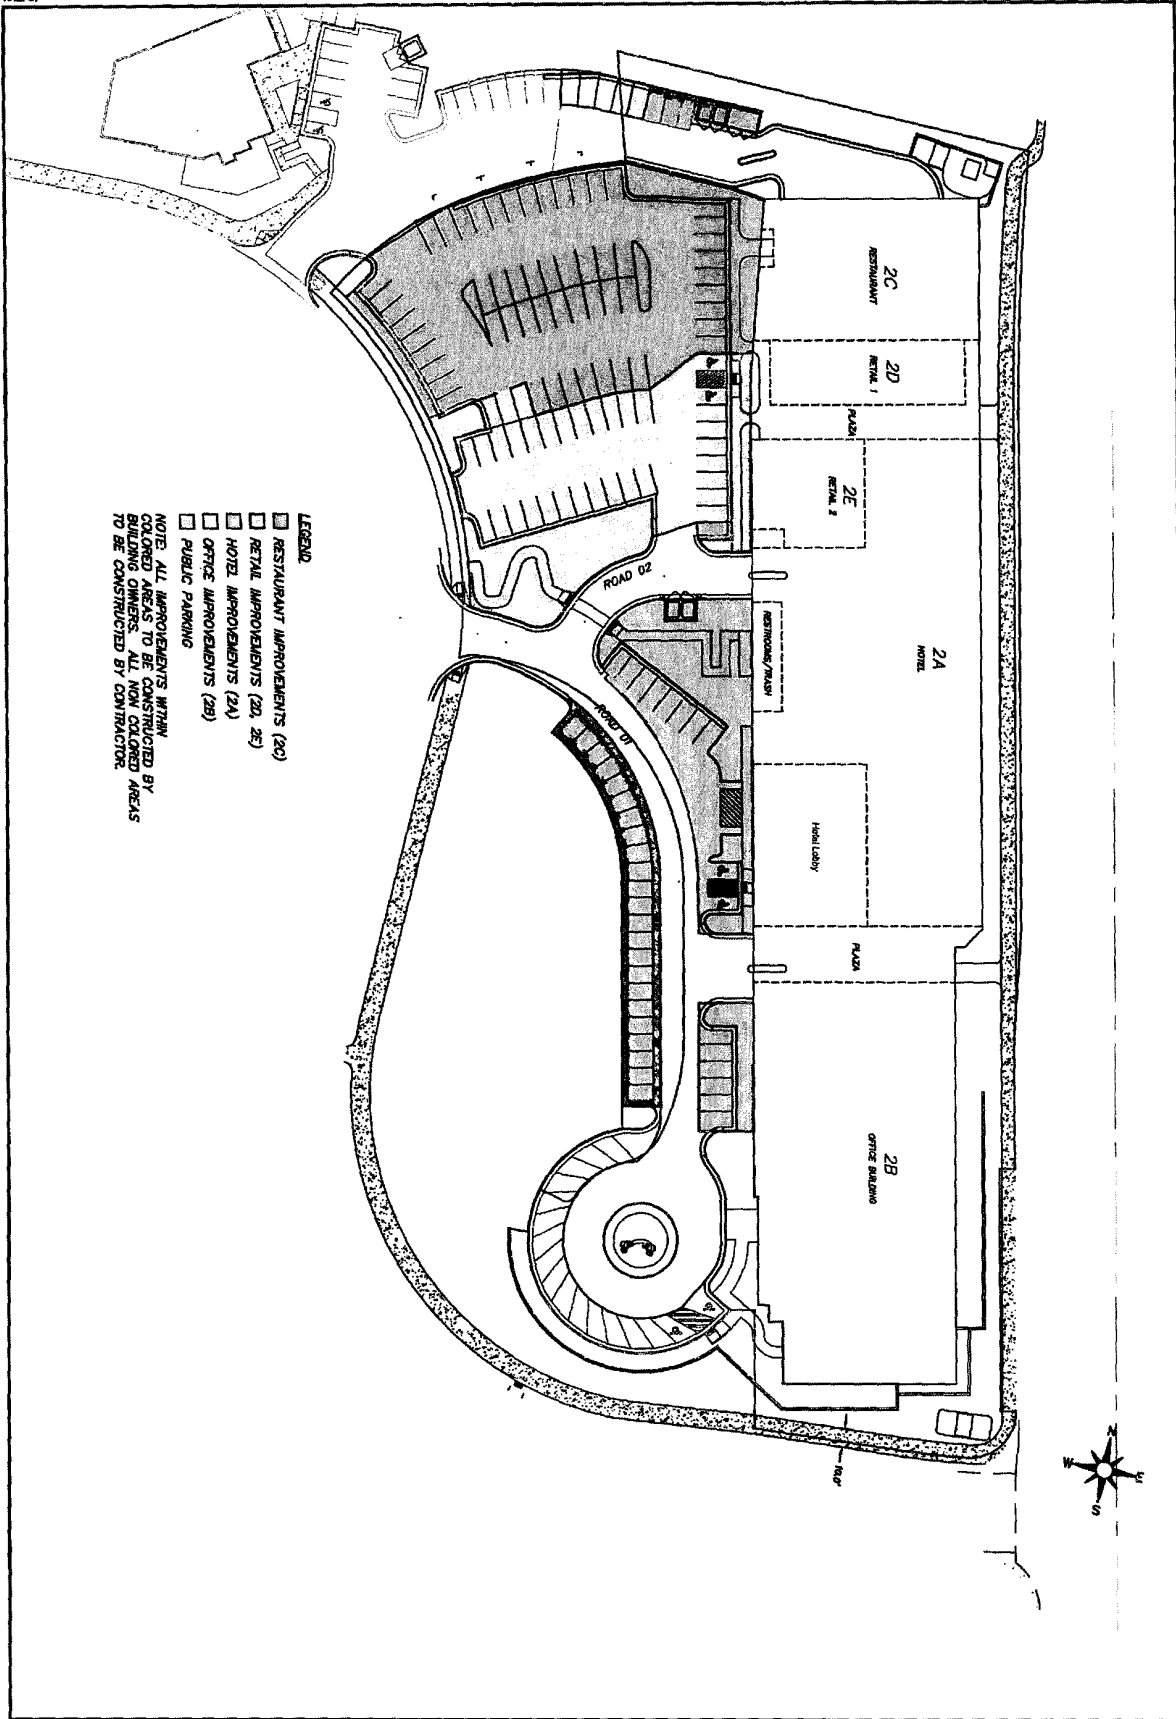 2C
RESTAURANT
2D
RETAIL 1
PLAZA
2E
RETAIL 2
ROAD 02
RESTROOMS/TRASH
2A
HOTEL
ROAD 01
Hotel Lobby
PLAZA
2B
OFFICE BUILDING
10.0'
N
E
W
S
LEGEND
RESTAURANT IMPROVEMENTS (2C)
RETAIL IMPROVEMENTS (2D, 2E)
HOTEL IMPROVEMENTS (2A)
OFFICE IMPROVEMENTS (2B)
PUBLIC PARKING
NOTE: ALL IMPROVEMENTS WITHIN
COLORED AREAS TO BE CONSTRUCTED BY
BUILDING OWNERS. ALL NON COLORED AREAS
TO BE CONSTRUCTED BY CONTRACTOR.